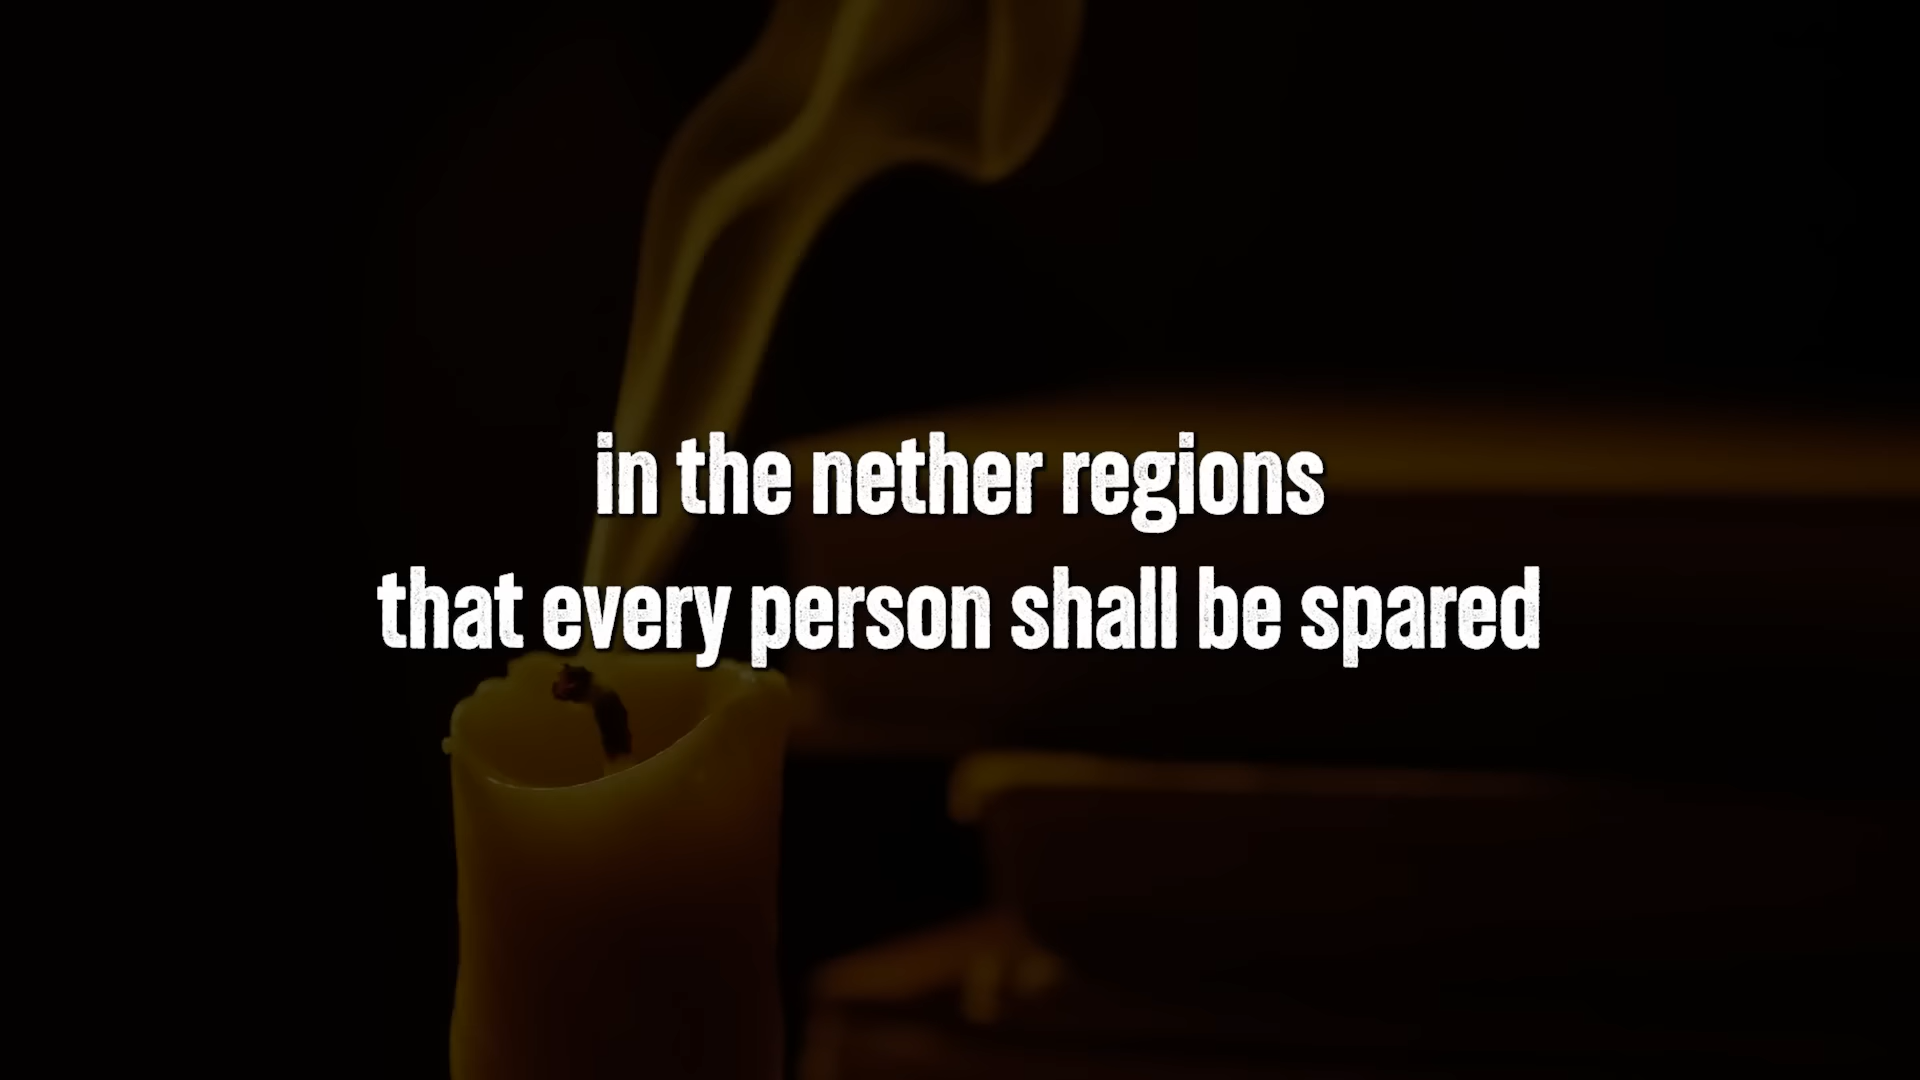 in the nether regions
that every person shall be spared